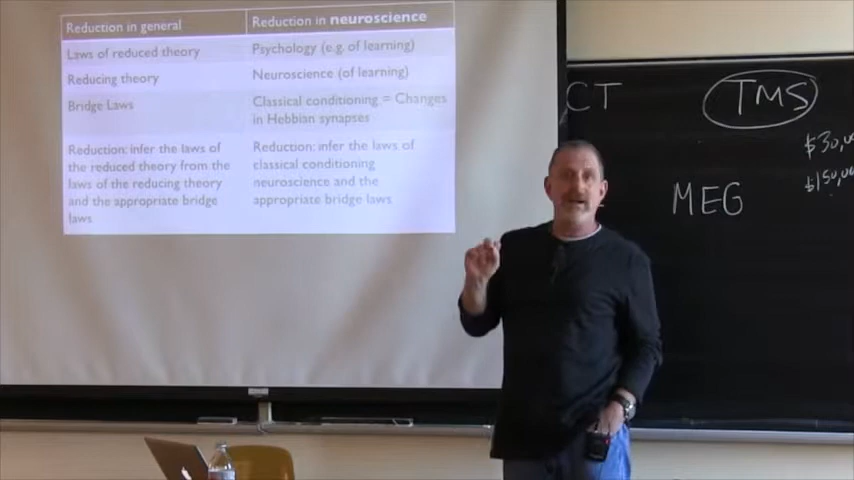 Reduction in general
Reduction in neuroscience
Laws of reduced theory
Psychology (e.g. of learning)
Reducing theory
Neuroscience (of learning)
Bridge Laws
Classical conditioning = Changes
in Hebbian synapses
Reduction: infer the laws of
the reduced theory from the
laws of the reducing theory
and the appropriate bridge
laws
Reduction: infer the laws of
classical conditioning
neuroscience and the
appropriate bridge laws
CT
TMS
MEG